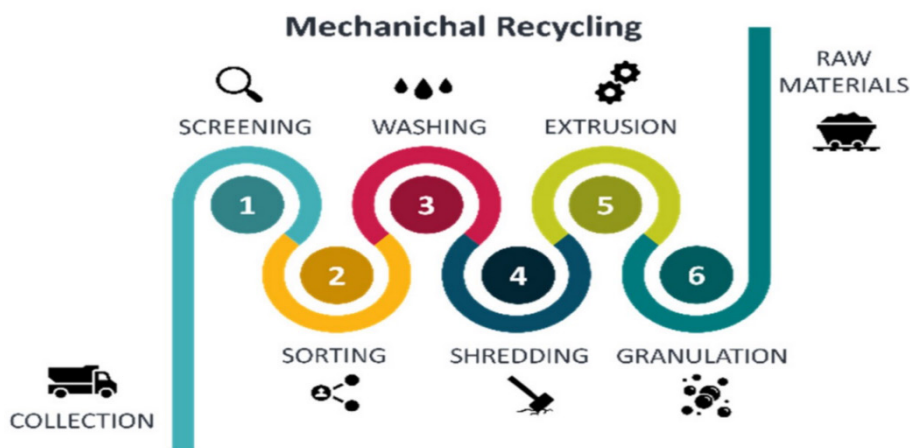 Mechanichal Recycling
RAW
MATERIALS
SCREENING
WASHING
EXTRUSION
1
3
5
2
4
6
SORTING
SHREDDING
GRANULATION
COLLECTION